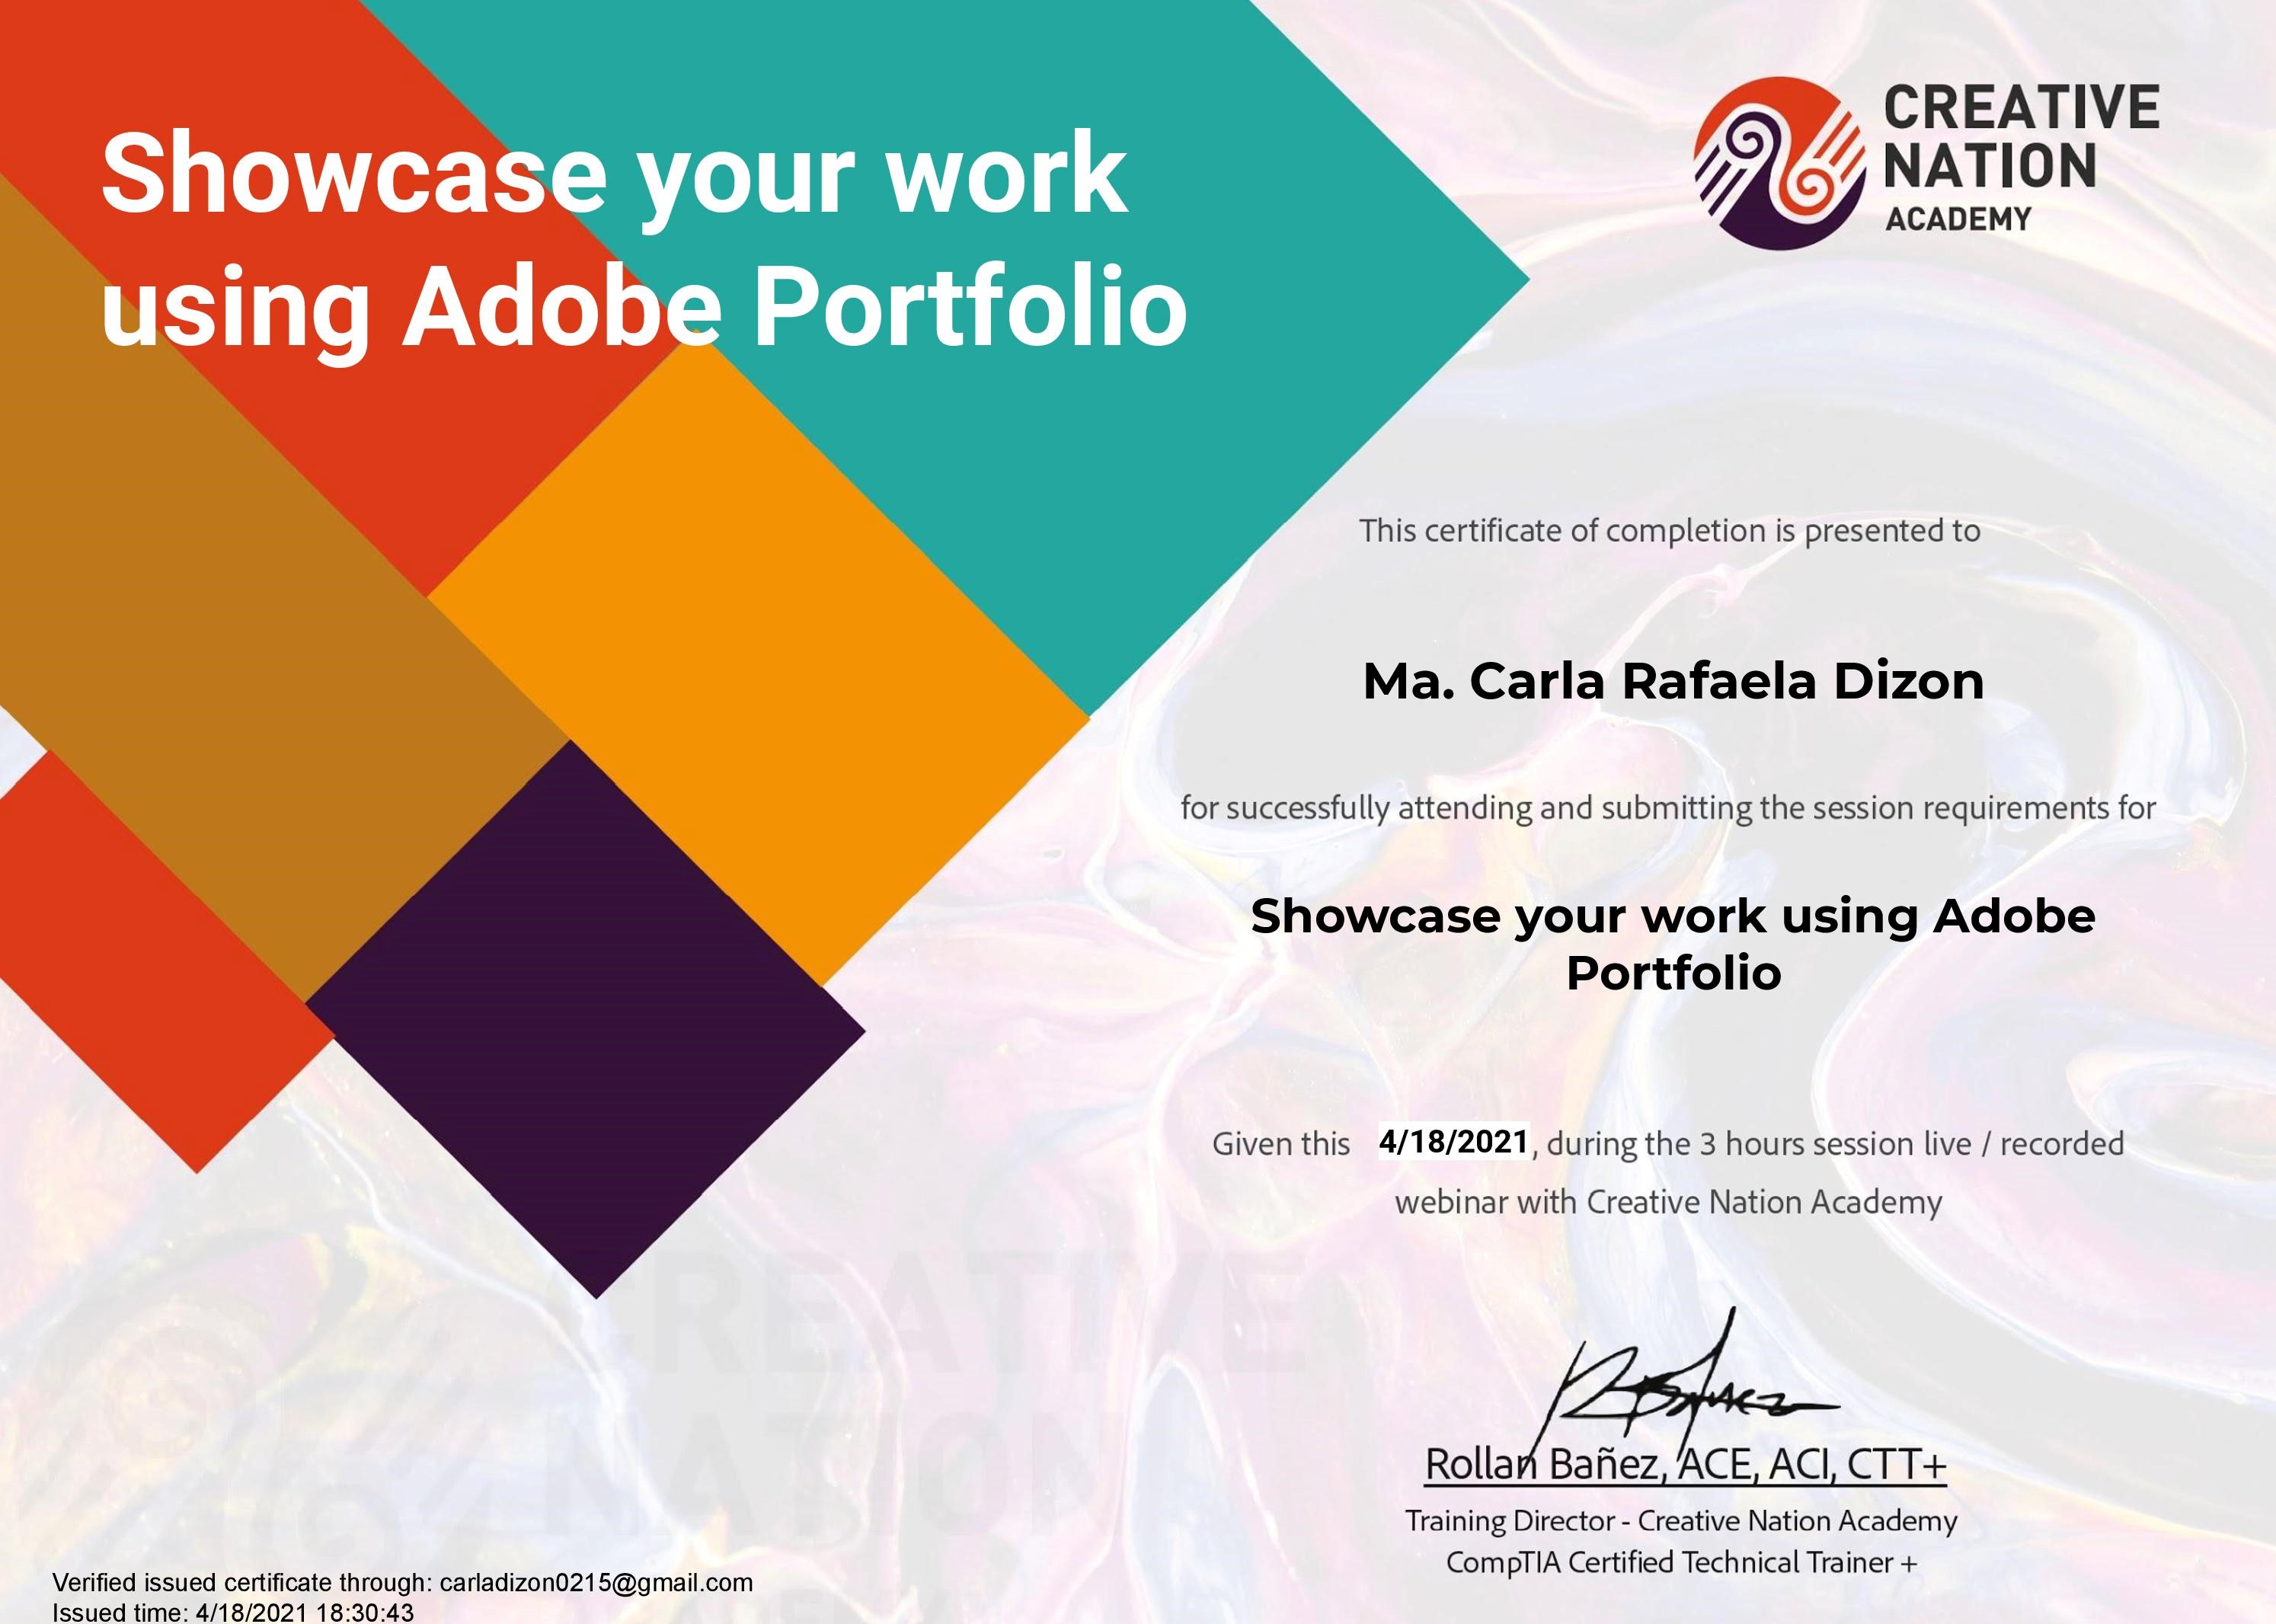 Showcase your work
using Adobe Portfolio
CREATIVE
NATION
ACADEMY
This certificate of completion is presented to
Ma. Carla Rafaela Dizon
for successfully attending and submitting the session requirements for
Showcase your work using Adobe
Portfolio
Given this 4/18/2021, during the 3 hours session live / recorded
webinar with Creative Nation Academy
Rollan Bañez, ACE, ACI, CTT+
Training Director - Creative Nation Academy
CompTIA Certified Technical Trainer +
CREATIVE
NATION
Verified issued certificate through: carladizon0215@gmail.com
Issued time: 4/18/2021 18:30:43